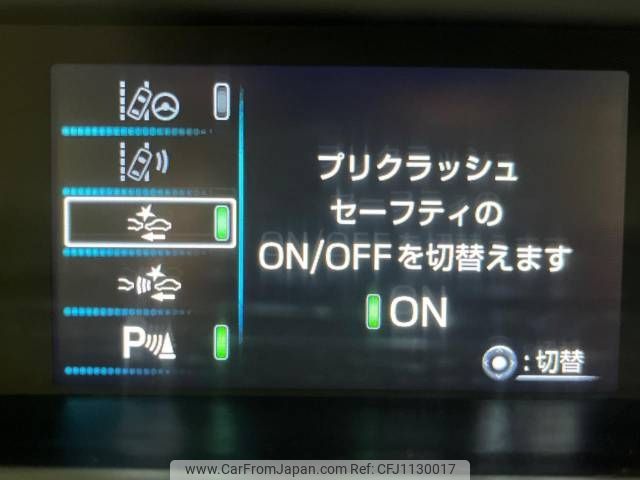 プリクラッシュ
セーフティの
ON/OFFを切替えます
ON
P
:切替
www.CarFromJapan.com Ref. CFJ1130017